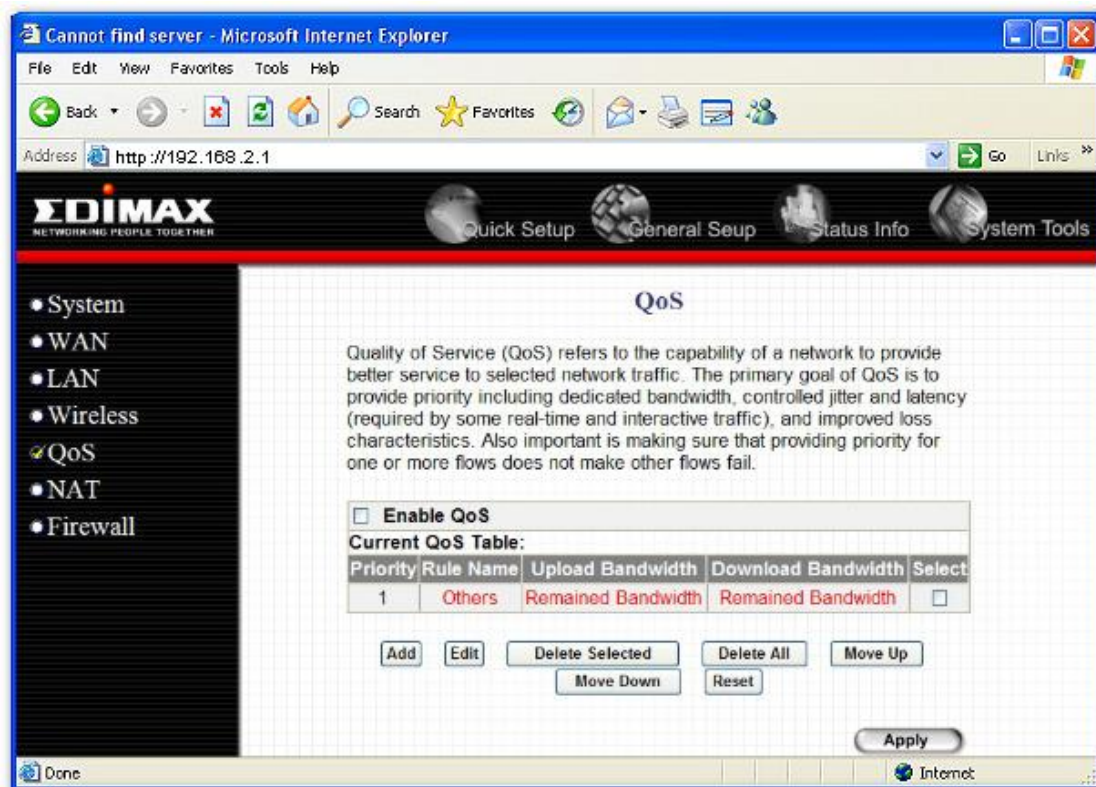 Cannot find server - Microsoft Internet Explorer
File Edit View Favorites Tools Help
Back Search Favorites
Address http://192.168.2.1 Go Links »
EDIMAX
NETWORKING PEOPLE TOGETHER
Quick Setup General Seup Status Info System Tools
System
WAN
LAN
Wireless
QoS
NAT
Firewall
QoS
Quality of Service (QoS) refers to the capability of a network to provide
better service to selected network traffic. The primary goal of QoS is to
provide priority including dedicated bandwidth, controlled jitter and latency
(required by some real-time and interactive traffic), and improved loss
characteristics. Also important is making sure that providing priority for
one or more flows does not make other flows fail.
Enable QoS
Current QoS Table:
Priority Rule Name Upload Bandwidth Download Bandwidth Select
1 Others Remained Bandwidth Remained Bandwidth
Add Edit Delete Selected Delete All Move Up
Move Down Reset
Apply
Done Internet